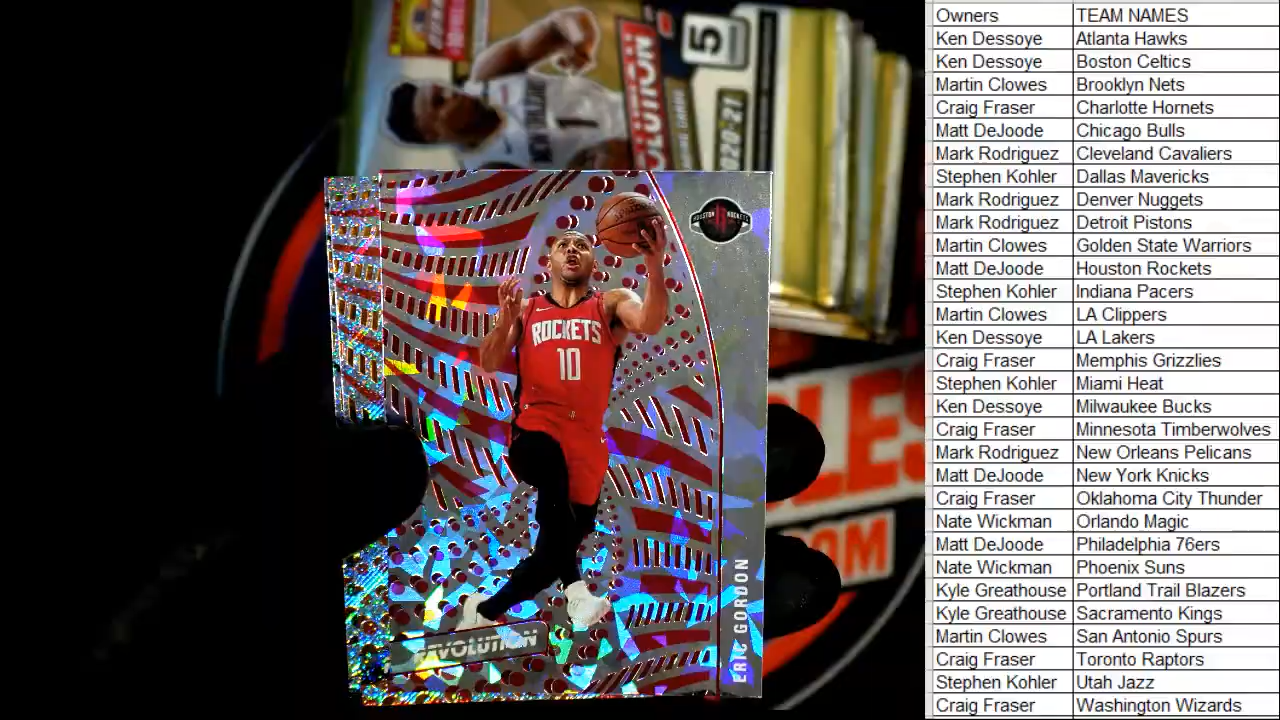 5
REVOLUTION
2020-21
NEW ORLEANS
1
HOUSTON ROCKETS
ROCKETS
10
REVOLUTION
ERIC GORDON
LES
.COM
Owners TEAM NAMES
Ken Dessoye Atlanta Hawks
Ken Dessoye Boston Celtics
Martin Clowes Brooklyn Nets
Craig Fraser Charlotte Hornets
Matt DeJoode Chicago Bulls
Mark Rodriguez Cleveland Cavaliers
Stephen Kohler Dallas Mavericks
Mark Rodriguez Denver Nuggets
Mark Rodriguez Detroit Pistons
Martin Clowes Golden State Warriors
Matt DeJoode Houston Rockets
Stephen Kohler Indiana Pacers
Martin Clowes LA Clippers
Ken Dessoye LA Lakers
Craig Fraser Memphis Grizzlies
Stephen Kohler Miami Heat
Ken Dessoye Milwaukee Bucks
Craig Fraser Minnesota Timberwolves
Mark Rodriguez New Orleans Pelicans
Matt DeJoode New York Knicks
Craig Fraser Oklahoma City Thunder
Nate Wickman Orlando Magic
Matt DeJoode Philadelphia 76ers
Nate Wickman Phoenix Suns
Kyle Greathouse Portland Trail Blazers
Kyle Greathouse Sacramento Kings
Martin Clowes San Antonio Spurs
Craig Fraser Toronto Raptors
Stephen Kohler Utah Jazz
Craig Fraser Washington Wizards